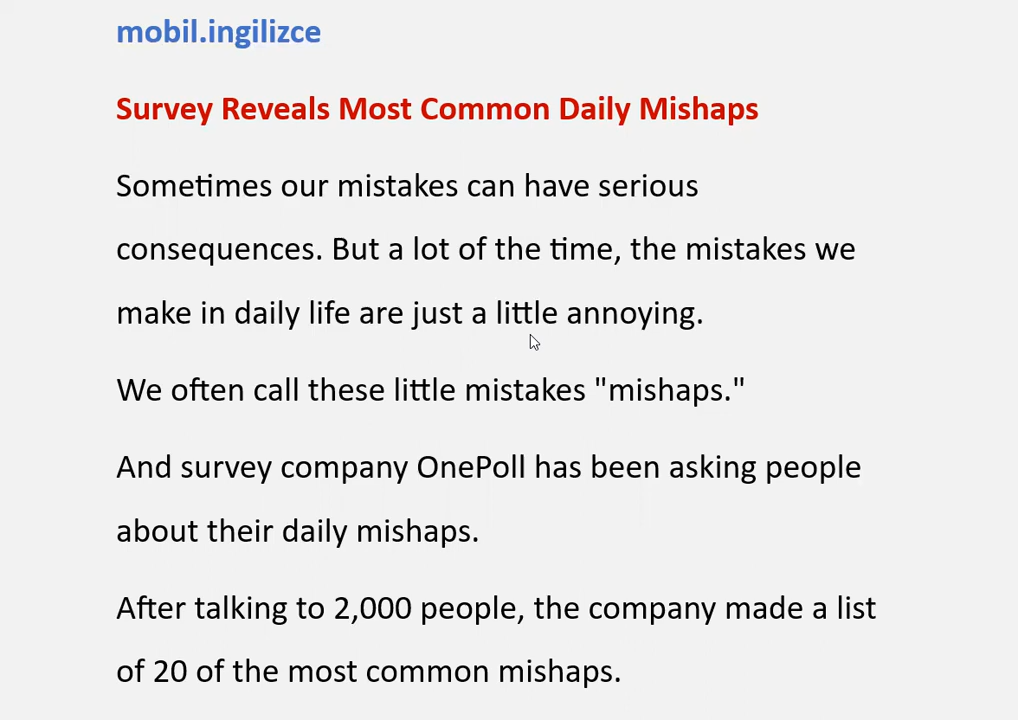 mobil.ingilizce
Survey Reveals Most Common Daily Mishaps
Sometimes our mistakes can have serious
consequences. But a lot of the time, the mistakes we
make in daily life are just a little annoying.
We often call these little mistakes "mishaps."
And survey company OnePoll has been asking people
about their daily mishaps.
After talking to 2,000 people, the company made a list
of 20 of the most common mishaps.